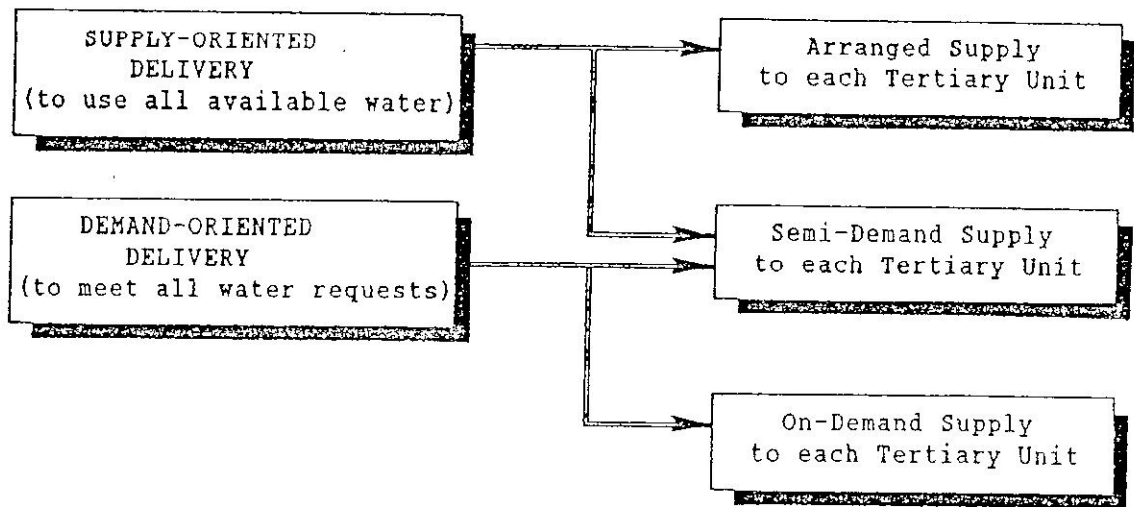 SUPPLY-ORIENTED
DELIVERY
(to use all available water)
Arranged Supply
to each Tertiary Unit
DEMAND-ORIENTED
DELIVERY
(to meet all water requests)
Semi-Demand Supply
to each Tertiary Unit
On-Demand Supply
to each Tertiary Unit